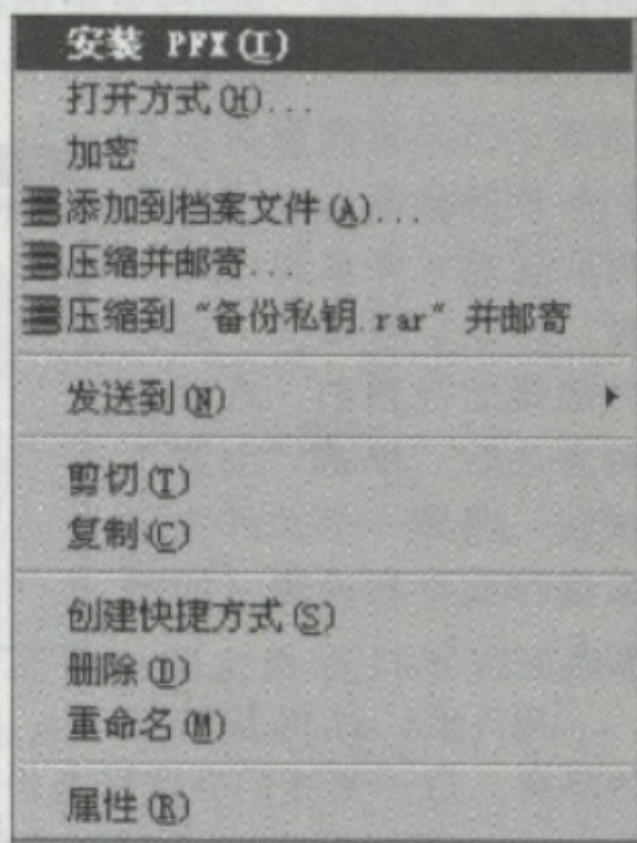 安装 PFX(I)
打开方式(H)...
加密
添加到档案文件(A)...
压缩并邮寄...
压缩到 “备份私钥.rar” 并邮寄
发送到(N)
剪切(T)
复制(C)
创建快捷方式(S)
删除(D)
重命名(M)
属性(R)